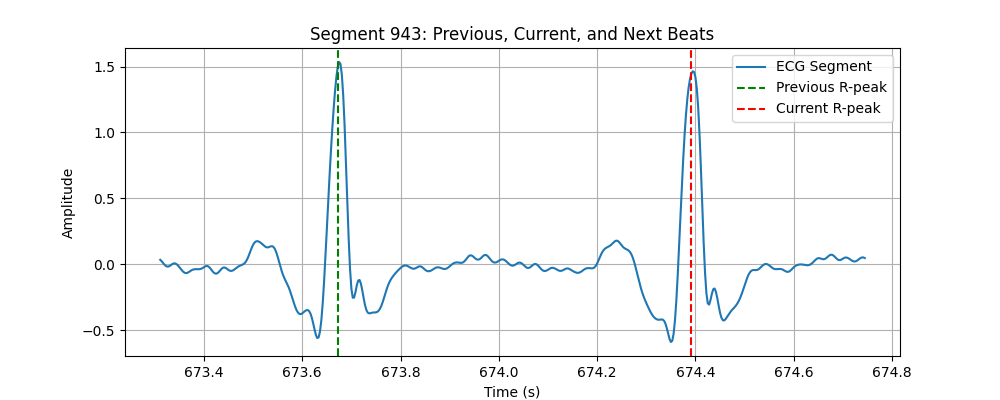 Segment 943: Previous, Current, and Next Beats
ECG Segment
Previous R-peak
Current R-peak
Amplitude
1.5
1.0
0.5
0.0
−0.5
673.4 673.6 673.8 674.0 674.2 674.4 674.6 674.8
Time (s)